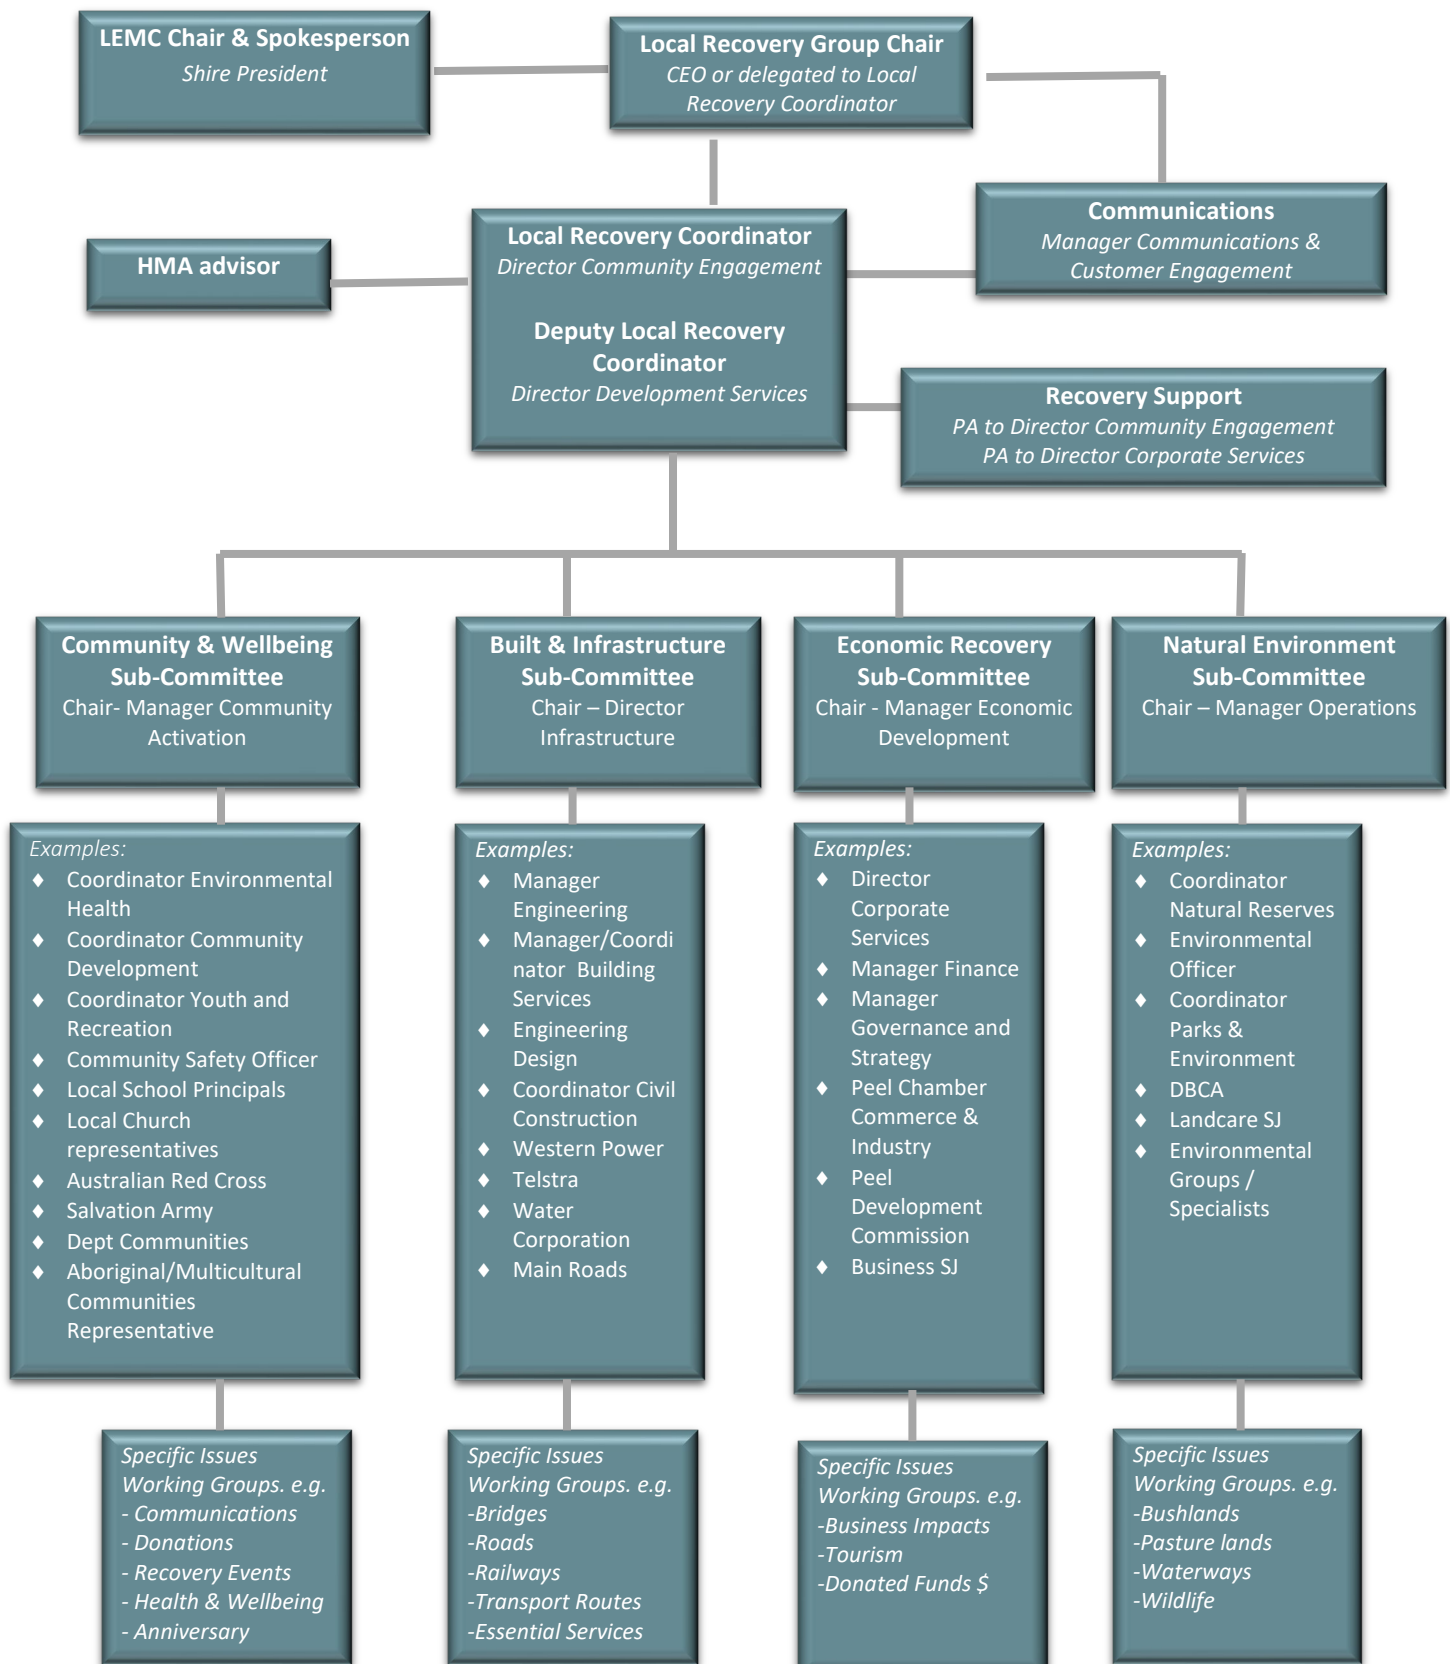 LEMC Chair & Spokesperson
Shire President
Local Recovery Group Chair
CEO or delegated to Local
Recovery Coordinator
Communications
Manager Communications &
Customer Engagement
HMA advisor
Local Recovery Coordinator
Director Community Engagement
Deputy Local Recovery
Coordinator
Director Development Services
Recovery Support
PA to Director Community Engagement
PA to Director Corporate Services
Community & Wellbeing
Sub-Committee
Chair- Manager Community
Activation
Built & Infrastructure
Sub-Committee
Chair – Director
Infrastructure
Economic Recovery
Sub-Committee
Chair - Manager Economic
Development
Natural Environment
Sub-Committee
Chair – Manager Operations
Examples:
♦ Coordinator Environmental
Health
♦ Coordinator Community
Development
♦ Coordinator Youth and
Recreation
♦ Community Safety Officer
♦ Local School Principals
♦ Local Church
representatives
♦ Australian Red Cross
♦ Salvation Army
♦ Dept Communities
♦ Aboriginal/Multicultural
Communities
Representative
Examples:
♦ Manager
Engineering
♦ Manager/Coordi
nator Building
Services
♦ Engineering
Design
♦ Coordinator Civil
Construction
♦ Western Power
♦ Telstra
♦ Water
Corporation
♦ Main Roads
Examples:
♦ Director
Corporate
Services
♦ Manager Finance
♦ Manager
Governance and
Strategy
♦ Peel Chamber
Commerce &
Industry
♦ Peel
Development
Commission
♦ Business SJ
Examples:
♦ Coordinator
Natural Reserves
♦ Environmental
Officer
♦ Coordinator
Parks &
Environment
♦ DBCA
♦ Landcare SJ
♦ Environmental
Groups /
Specialists
Specific Issues
Working Groups. e.g.
- Communications
- Donations
- Recovery Events
- Health & Wellbeing
- Anniversary
Specific Issues
Working Groups. e.g.
-Bridges
-Roads
-Railways
-Transport Routes
-Essential Services
Specific Issues
Working Groups. e.g.
-Business Impacts
-Tourism
-Donated Funds $
Specific Issues
Working Groups. e.g.
-Bushlands
-Pasture lands
-Waterways
-Wildlife